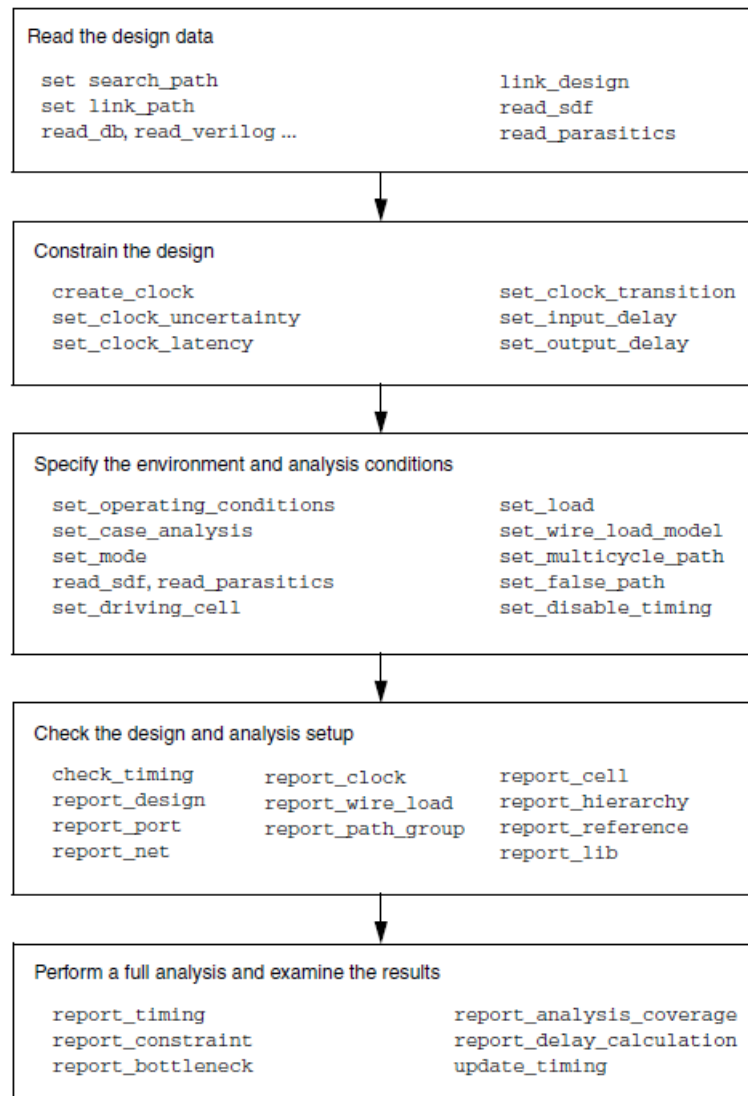 Read the design data
set search_path
set link_path
read_db, read_verilog ...
link_design
read_sdf
read_parasitics
Constrain the design
create_clock
set_clock_uncertainty
set_clock_latency
set_clock_transition
set_input_delay
set_output_delay
Specify the environment and analysis conditions
set_operating_conditions
set_case_analysis
set_mode
read_sdf, read_parasitics
set_driving_cell
set_load
set_wire_load_model
set_multicycle_path
set_false_path
set_disable_timing
Check the design and analysis setup
check_timing
report_design
report_port
report_net
report_clock
report_wire_load
report_path_group
report_cell
report_hierarchy
report_reference
report_lib
Perform a full analysis and examine the results
report_timing
report_constraint
report_bottleneck
report_analysis_coverage
report_delay_calculation
update_timing